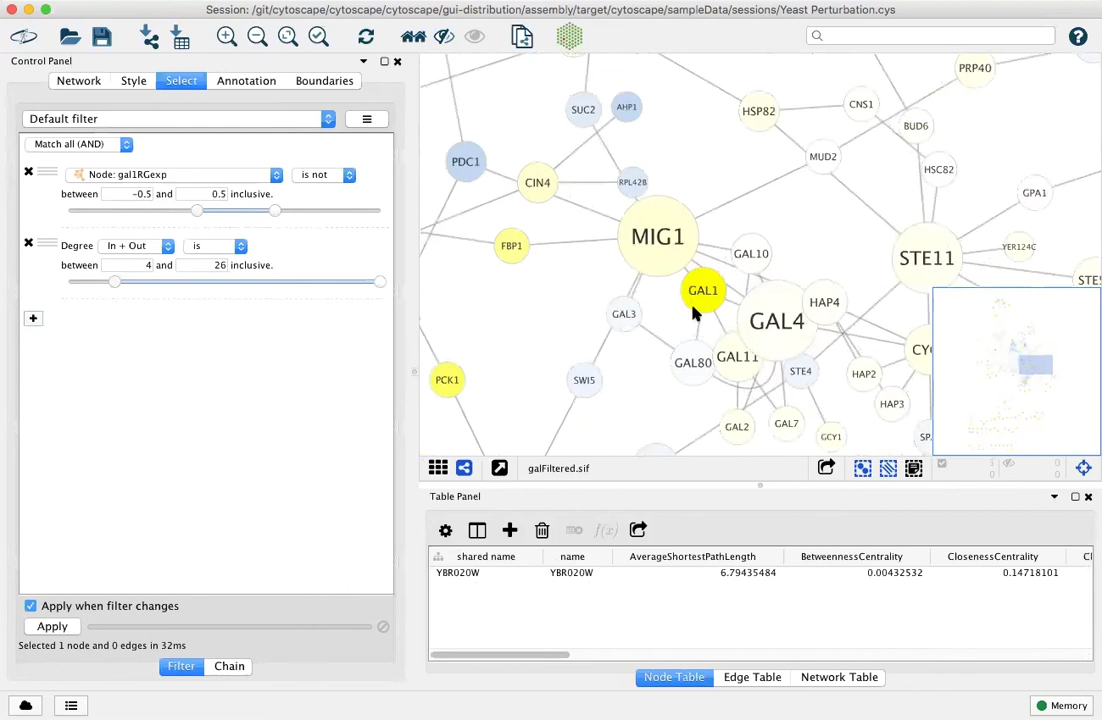 Session: /git/cytoscape/cytoscape/cytoscape/gui-distribution/assembly/target/cytoscape/sampleData/sessions/Yeast Perturbation.cys
Control Panel
Network
Style
Select
Annotation
Boundaries
Default filter
Match all (AND)
Node: gal1RGexp
is not
between -0.5 and 0.5 inclusive.
Degree In + Out is
between 4 and 26 inclusive.
Apply when filter changes
Apply
Selected 1 node and 0 edges in 32ms
Filter
Chain
PRP40
SUC2
AHP1
HSP82
CNS1
BUD6
PDC1
MUD2
HSC82
CIN4
RPL42B
GPA1
FBP1
MIG1
GAL10
STE11
YER124C
GAL1
HAP4
GAL3
GAL4
GAL80
GAL11
STE4
PCK1
SWI5
HAP2
HAP3
GAL2
GAL7
GCY1
galFiltered.sif
1
0
0
0
Table Panel
f(x)
shared name name AverageShortestPathLength BetweennessCentrality ClosenessCentrality
YBR020W YBR020W 6.79435484 0.00432532 0.14718101
Node Table
Edge Table
Network Table
Memory